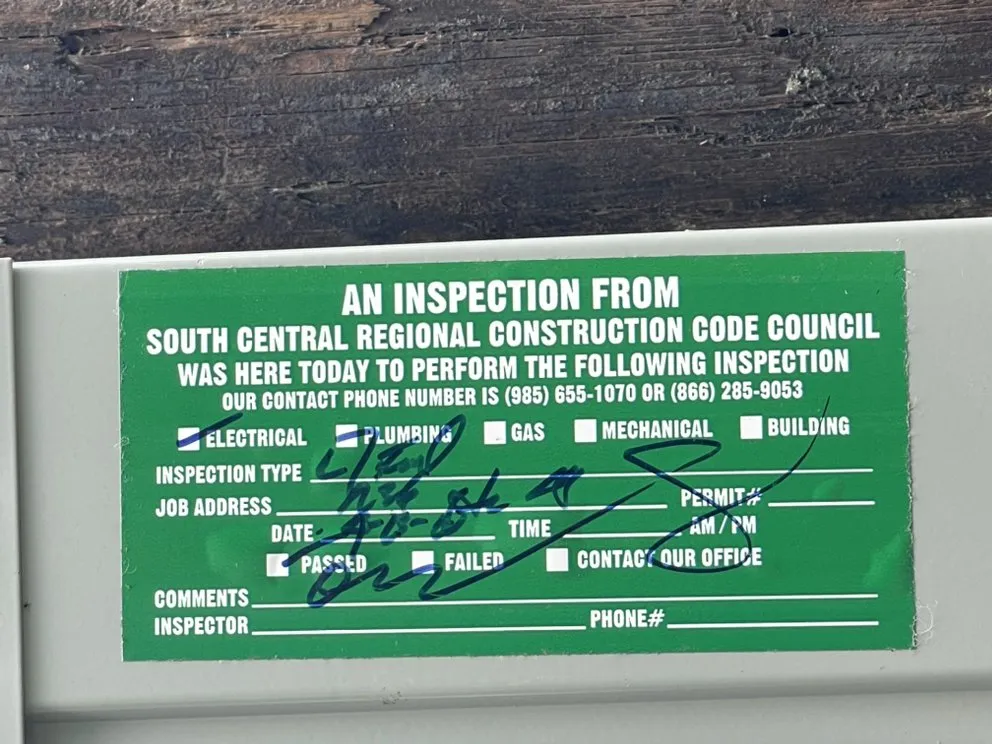 AN INSPECTION FROM
SOUTH CENTRAL REGIONAL CONSTRUCTION CODE COUNCIL
WAS HERE TODAY TO PERFORM THE FOLLOWING INSPECTION
OUR CONTACT PHONE NUMBER IS (985) 655-1070 OR (866) 285-9053
ELECTRICAL PLUMBING GAS MECHANICAL BUILDING
INSPECTION TYPE
JOB ADDRESS PERMIT#
DATE TIME AM / PM
PASSED FAILED CONTACT OUR OFFICE
COMMENTS
INSPECTOR PHONE#